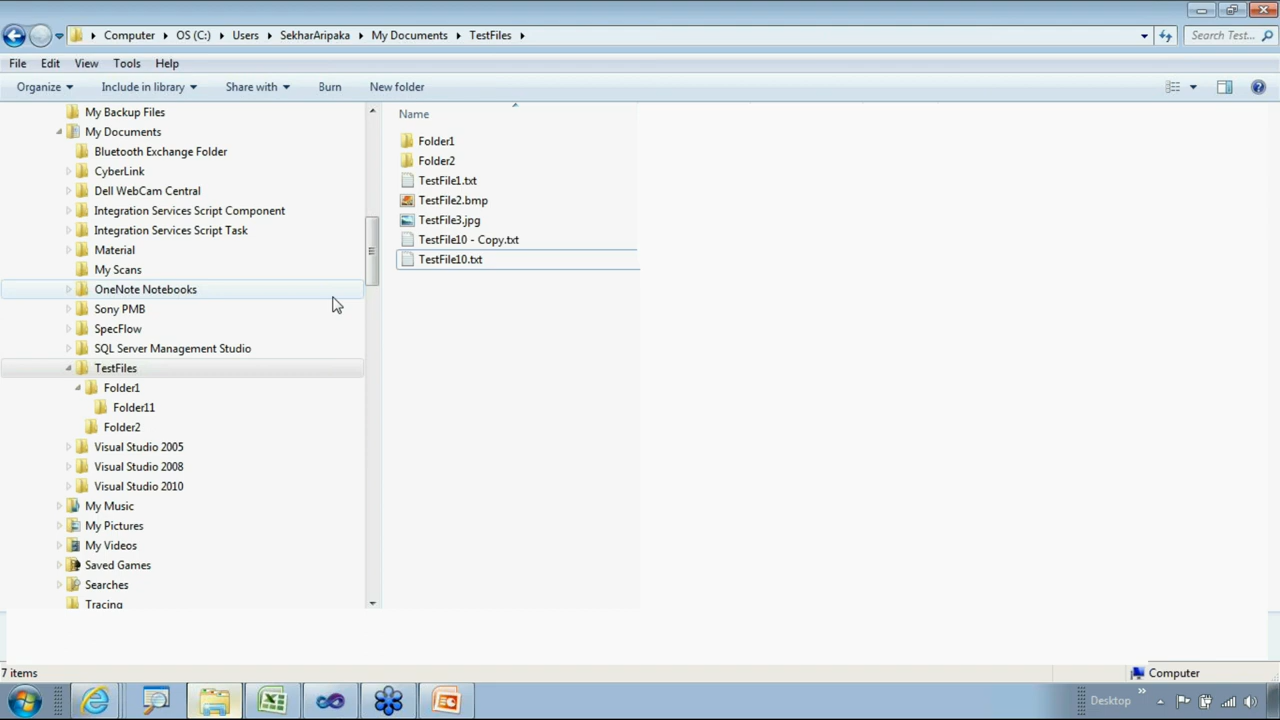 Computer OS (C:) Users SekharAripaka My Documents TestFiles Search Test...
File Edit View Tools Help
Organize Include in library Share with Burn New folder
My Backup Files
My Documents
Bluetooth Exchange Folder
CyberLink
Dell WebCam Central
Integration Services Script Component
Integration Services Script Task
Material
My Scans
OneNote Notebooks
Sony PMB
SpecFlow
SQL Server Management Studio
TestFiles
Folder1
Folder11
Folder2
Visual Studio 2005
Visual Studio 2008
Visual Studio 2010
My Music
My Pictures
My Videos
Saved Games
Searches
Tracing
Name
Folder1
Folder2
TestFile1.txt
TestFile2.bmp
TestFile3.jpg
TestFile10 - Copy.txt
TestFile10.txt
7 items
Computer
Desktop